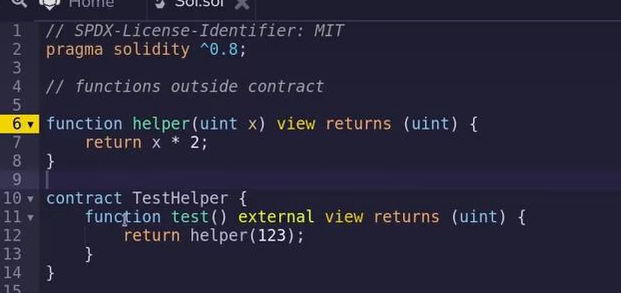 Home
Sol.sol
1 // SPDX-License-Identifier: MIT
2 pragma solidity ^0.8;
3
4 // functions outside contract
5
6 function helper(uint x) view returns (uint) {
7     return x * 2;
8 }
9
10 contract TestHelper {
11     function test() external view returns (uint) {
12         return helper(123);
13     }
14 }
15